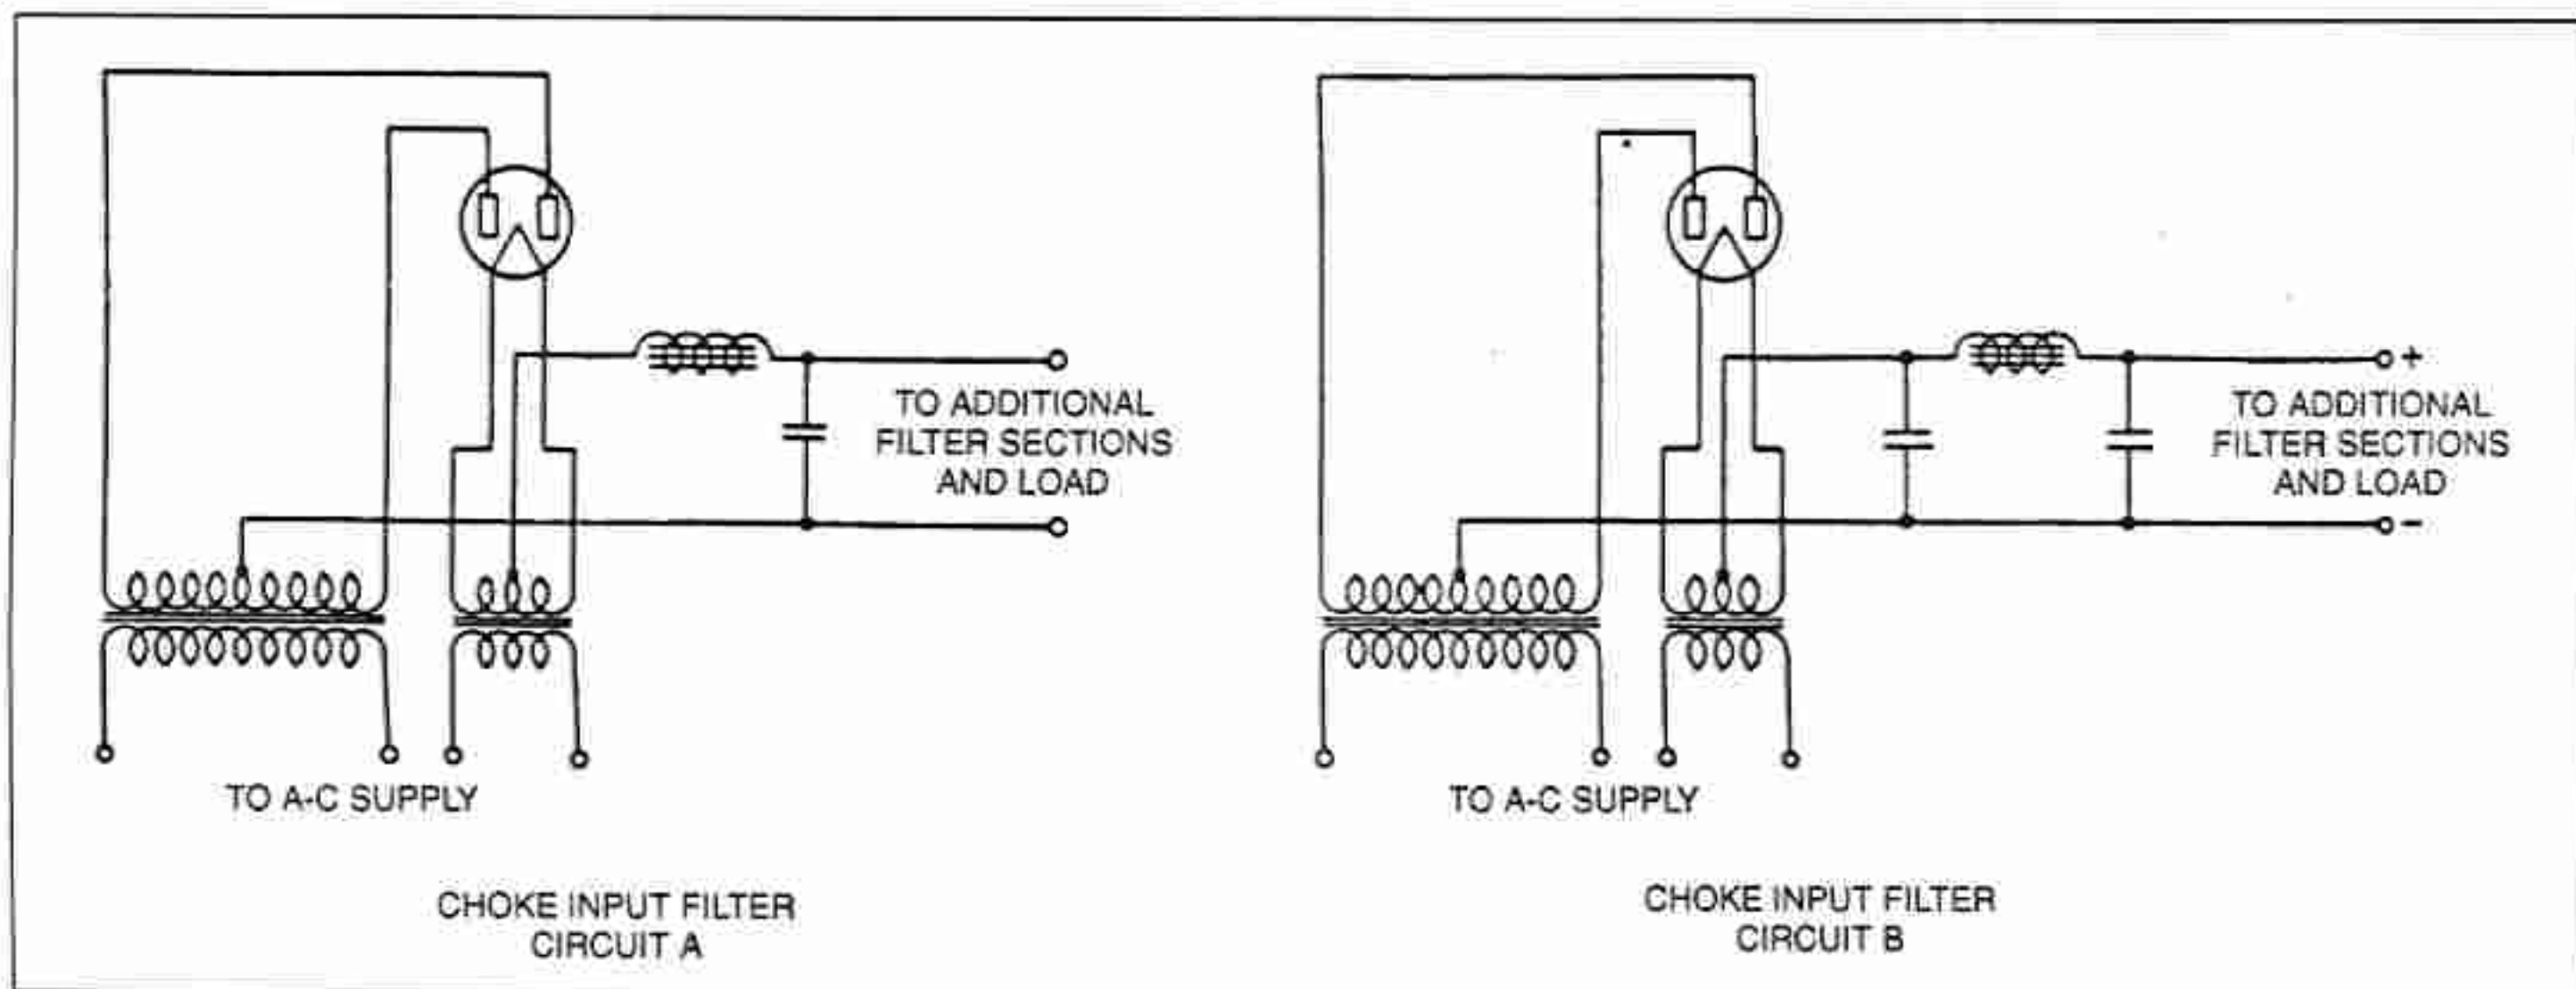 TO ADDITIONAL
FILTER SECTIONS
AND LOAD
TO A-C SUPPLY
CHOKE INPUT FILTER
CIRCUIT A
+
TO ADDITIONAL
FILTER SECTIONS
AND LOAD
−
TO A-C SUPPLY
CHOKE INPUT FILTER
CIRCUIT B